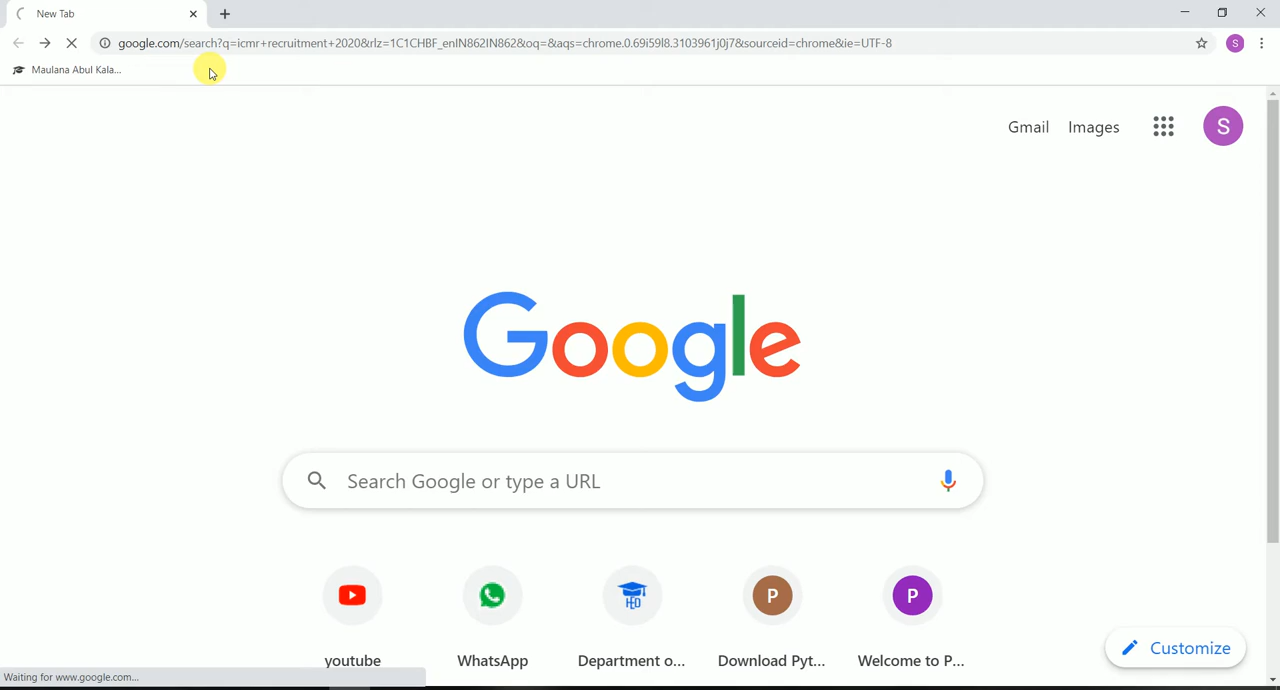 New Tab
google.com/search?q=icmr+recruitment+2020&rlz=1C1CHBF_enIN862IN862&oq=&aqs=chrome.0.69i59l8.3103961j0j7&sourceid=chrome&ie=UTF-8
S
Maulana Abul Kala...
Gmail Images
S
Google
Search Google or type a URL
HED
P
P
youtube
WhatsApp
Department o...
Download Pyt...
Welcome to P...
Customize
Waiting for www.google.com...